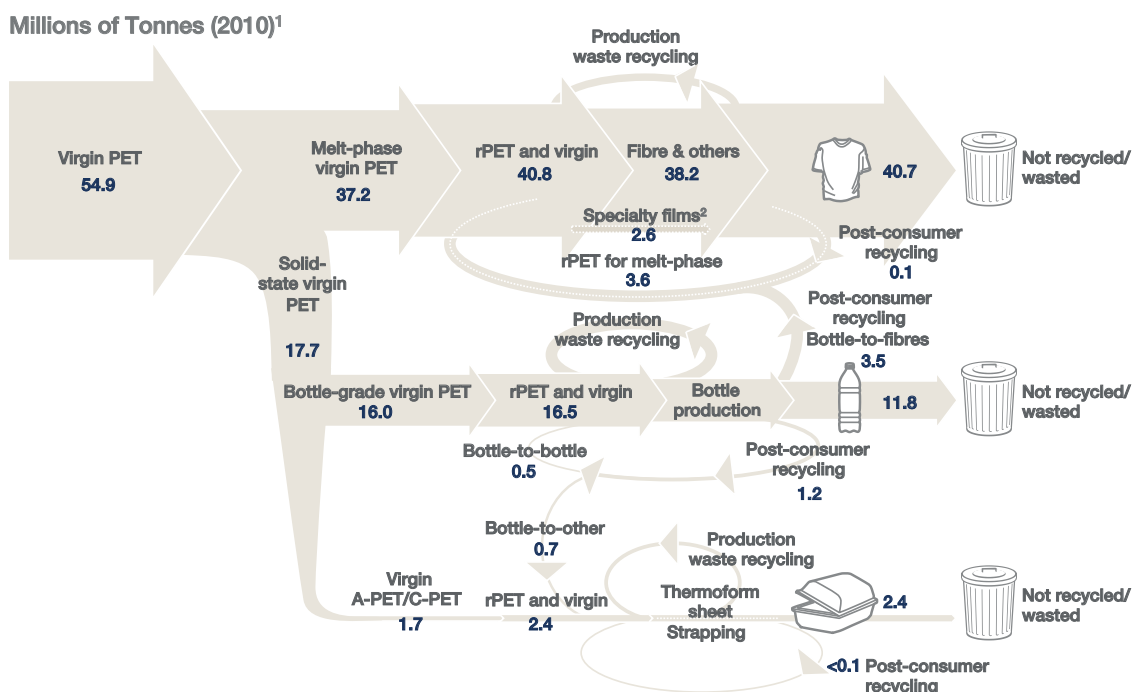 Millions of Tonnes (2010)¹
Production
waste recycling
Virgin PET
54.9
Melt-phase
virgin PET
37.2
rPET and virgin
40.8
Fibre & others
38.2
40.7
Not recycled/
wasted
Specialty films²
2.6
rPET for melt-phase
3.6
Post-consumer
recycling
0.1
Solid-
state virgin
PET
17.7
Production
waste recycling
Post-consumer
recycling
Bottle-to-fibres
3.5
Bottle-grade virgin PET
16.0
rPET and virgin
16.5
Bottle
production
11.8
Not recycled/
wasted
Bottle-to-bottle
0.5
Post-consumer
recycling
1.2
Bottle-to-other
0.7
Production
waste recycling
Virgin
A-PET/C-PET
1.7
rPET and virgin
2.4
Thermoform
sheet
Strapping
2.4
Not recycled/
wasted
<0.1 Post-consumer
recycling